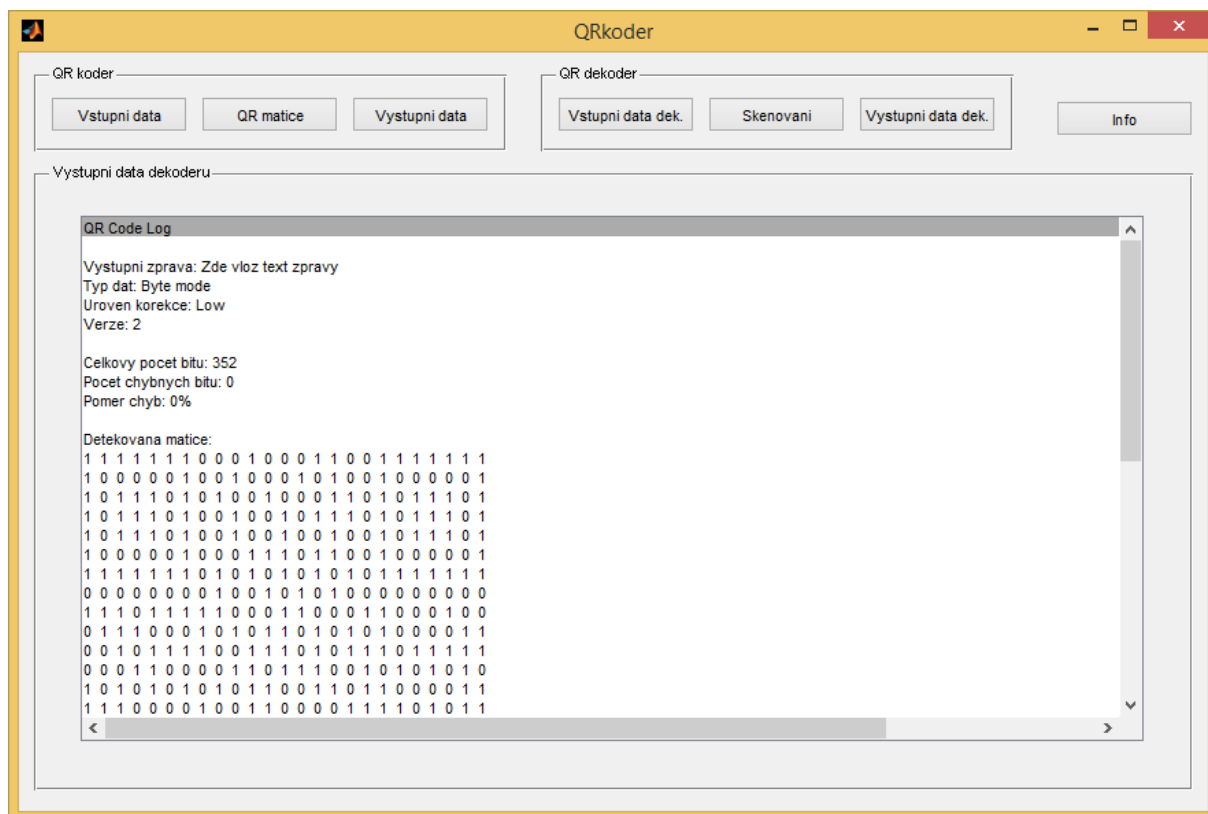 QRkoder
QR koder
Vstupni data QR matice Vystupni data
QR dekoder
Vstupni data dek. Skenovani Vystupni data dek.
Info
Vystupni data dekoderu
QR Code Log
Vystupni zprava: Zde vloz text zpravy
Typ dat: Byte mode
Uroven korekce: Low
Verze: 2
Celkovy pocet bitu: 352
Pocet chybnych bitu: 0
Pomer chyb: 0%
Detekovana matice:
1 1 1 1 1 1 1 0 0 0 1 0 0 0 1 1 0 0 1 1 1 1 1 1 1
1 0 0 0 0 0 1 0 0 1 0 0 0 1 0 1 0 0 1 0 0 0 0 0 1
1 0 1 1 1 0 1 0 1 0 0 1 0 0 0 1 1 0 1 0 1 1 1 0 1
1 0 1 1 1 0 1 0 0 1 0 0 1 0 1 1 1 0 1 0 1 1 1 0 1
1 0 1 1 1 0 1 0 0 1 0 0 1 0 0 1 0 0 1 0 1 1 1 0 1
1 0 0 0 0 0 1 0 0 0 1 1 1 0 1 1 0 0 1 0 0 0 0 0 1
1 1 1 1 1 1 1 0 1 0 1 0 1 0 1 0 1 0 1 1 1 1 1 1 1
0 0 0 0 0 0 0 0 1 0 0 1 0 1 0 1 0 0 0 0 0 0 0 0 0
1 1 1 0 1 1 1 1 1 0 0 0 1 1 0 0 0 1 1 0 0 0 1 0 0
0 1 1 1 0 0 0 1 0 1 0 1 1 0 1 0 1 0 1 0 0 0 0 1 1
0 0 1 0 1 1 1 1 0 0 1 1 1 0 1 0 1 1 1 0 1 1 1 1 1
0 0 0 1 1 0 0 0 0 1 1 0 1 1 1 0 0 1 0 1 0 1 0 1 0
1 0 1 0 1 0 1 0 1 0 1 1 0 0 1 1 0 1 1 0 0 0 0 1 1
1 1 1 0 0 0 0 1 0 0 1 1 0 0 0 0 1 1 1 1 0 1 0 1 1